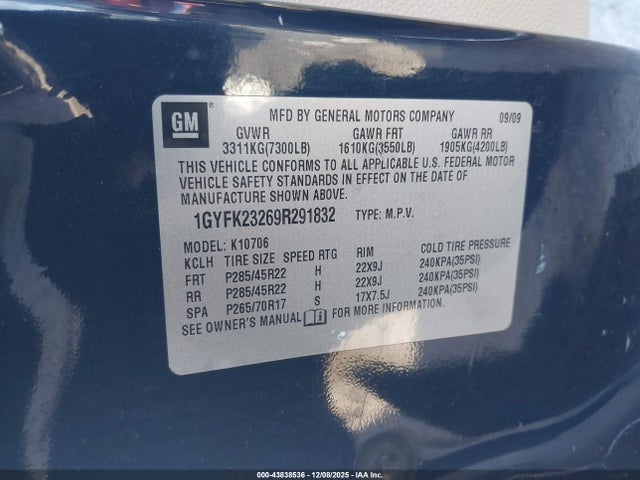 GM
MFD BY GENERAL MOTORS COMPANY 09/09
GVWR GAWR FRT GAWR RR
3311KG(7300LB) 1610KG(3550LB) 1905KG(4200LB)
THIS VEHICLE CONFORMS TO ALL APPLICABLE U.S. FEDERAL MOTOR
VEHICLE SAFETY STANDARDS IN EFFECT ON THE DATE OF
MANUFACTURE SHOWN ABOVE.
1GYFK23269R291832 TYPE: M.P.V.
MODEL: K10706
KCLH TIRE SIZE SPEED RTG RIM COLD TIRE PRESSURE
FRT P285/45R22 H 22X9J 240KPA(35PSI)
RR P285/45R22 H 22X9J 240KPA(35PSI)
SPA P265/70R17 S 17X7.5J 240KPA(35PSI)
SEE OWNER'S MANUAL FOR MORE INFORMATION.
000-43838536 | 12/08/2025 | IAA Inc.